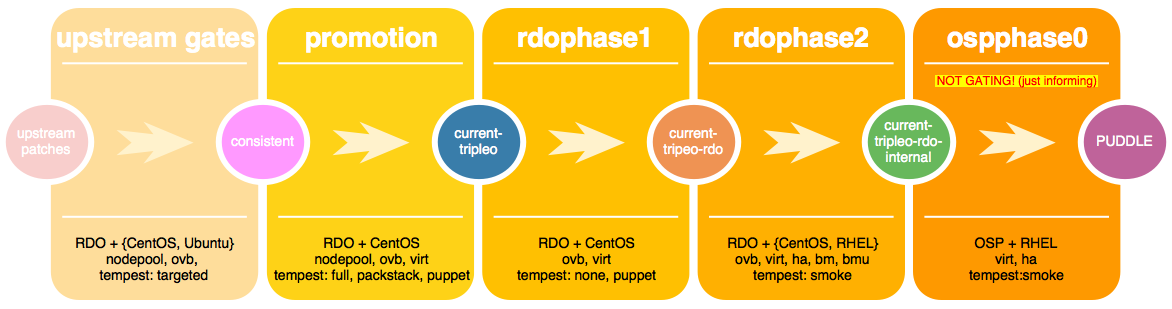 upstream gates
promotion
rdophase1
rdophase2
ospphase0
NOT GATING! (just informing)
upstream
patches
consistent
current-
tripleo
current-
tripeo-rdo
current-
tripleo-rdo-
internal
PUDDLE
RDO + {CentOS, Ubuntu}
nodepool, ovb,
tempest: targeted
RDO + CentOS
nodepool, ovb, virt
tempest: full, packstack, puppet
RDO + CentOS
ovb, virt
tempest: none, puppet
RDO + {CentOS, RHEL}
ovb, virt, ha, bm, bmu
tempest: smoke
OSP + RHEL
virt, ha
tempest:smoke